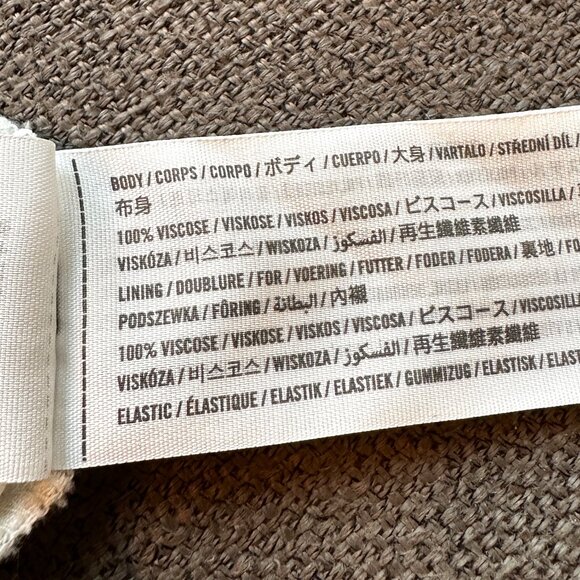 BODY / CORPS / CORPO / ボディ / CUERPO / 大身 / VARTALO / STŘEDNÍ DÍL /
布身
100% VISCOSE / VISKOSE / VISKOS / VISCOSA / ビスコース / VISCOSILLA /
VISKÓZA / 비스코스 / WISKOZA / الفسكوز / 再生纖維素纖維
LINING / DOUBLURE / FOR / VOERING / FUTTER / FODER / FODERA / 裏地 / FO
PODSZEWKA / FÔRING / البطانة / 內襯
100% VISCOSE / VISKOSE / VISKOS / VISCOSA / ビスコース / VISCOSILL
VISKÓZA / 비스코스 / WISKOZA / الفسكوز / 再生纖維素纖維
ELASTIC / ÉLASTIQUE / ELASTIK / ELASTIEK / GUMMIZUG / ELASTISK / ELAST